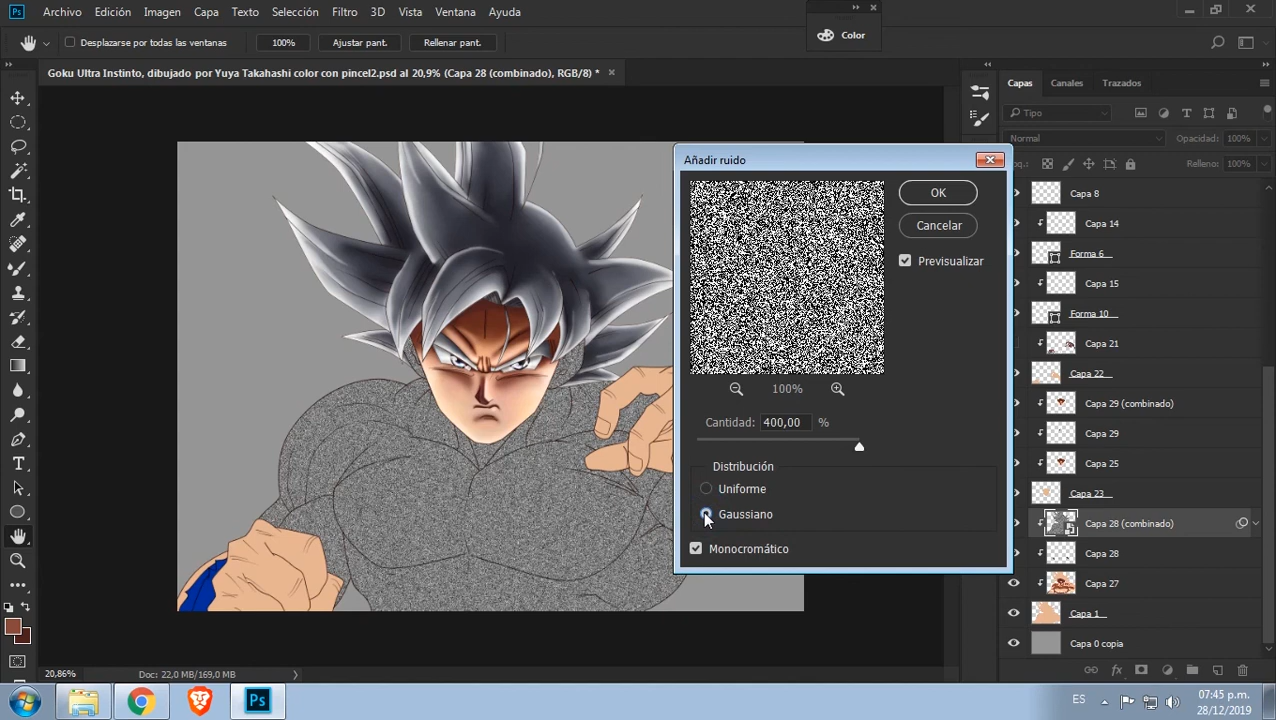 Ps Archivo Edición Imagen Capa Texto Selección Filtro 3D Vista Ventana Ayuda
Color
Desplazarse por todas las ventanas 100% Ajustar pant. Rellenar pant.
Goku Ultra Instinto, dibujado por Yuya Takahashi color con pincel2.psd al 20,9% (Capa 28 (combinado), RGB/8) *
Capas Canales Trazados
Tipo
Normal Opacidad: 100%
Relleno: 100%
Capa 8
Capa 14
Forma 6
Capa 15
Forma 10
Capa 21
Capa 22
Capa 29 (combinado)
Capa 29
Capa 25
Capa 23
Capa 28 (combinado)
Capa 28
Capa 27
Capa 1
Capa 0 copia
fx
Añadir ruido
OK
Cancelar
Previsualizar
100%
Cantidad: 400,00 %
Distribución
Uniforme
Gaussiano
Monocromático
20,86% Doc: 22,0 MB/169,0 MB
Ps
ES
07:45 p.m.
28/12/2019